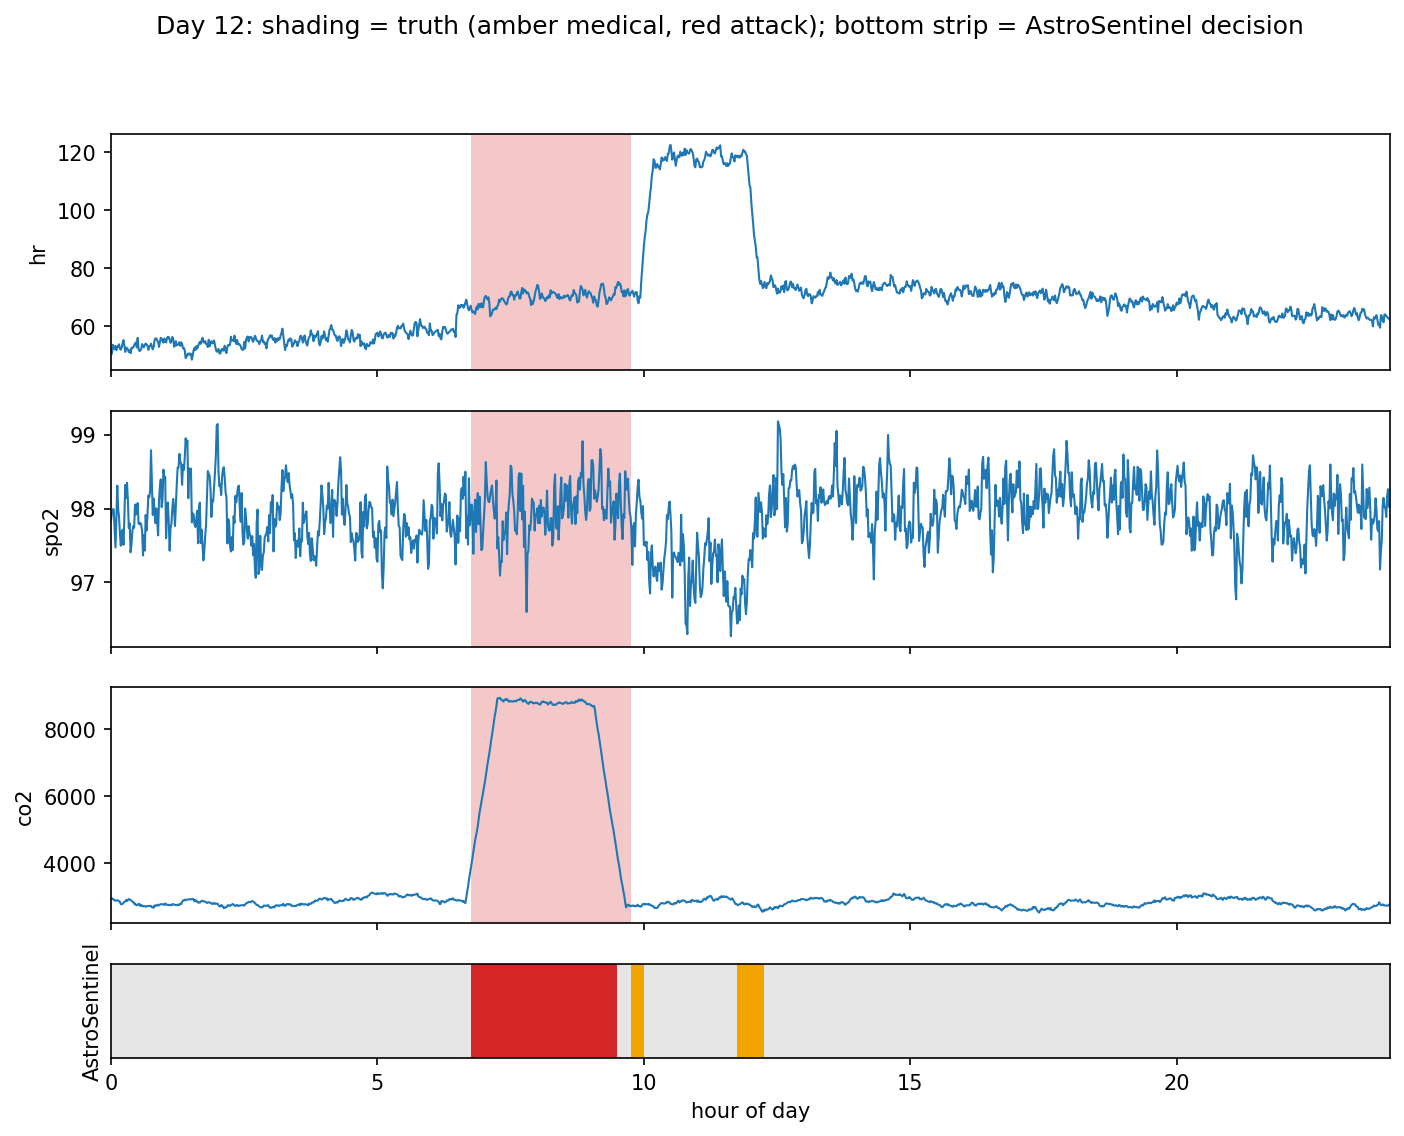 Day 12: shading = truth (amber medical, red attack); bottom strip = AstroSentinel decision
120
100
80
60
hr
99
98
97
spo2
8000
6000
4000
co2
AstroSentinel
0 5 10 15 20
hour of day